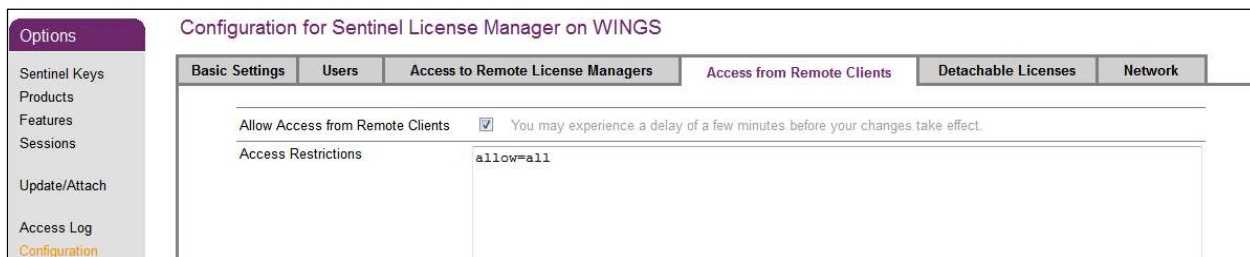 Options
Configuration for Sentinel License Manager on WINGS
Sentinel Keys
Products
Features
Sessions
Update/Attach
Access Log
Configuration
Basic Settings Users Access to Remote License Managers Access from Remote Clients Detachable Licenses Network
Allow Access from Remote Clients You may experience a delay of a few minutes before your changes take effect.
Access Restrictions allow=all